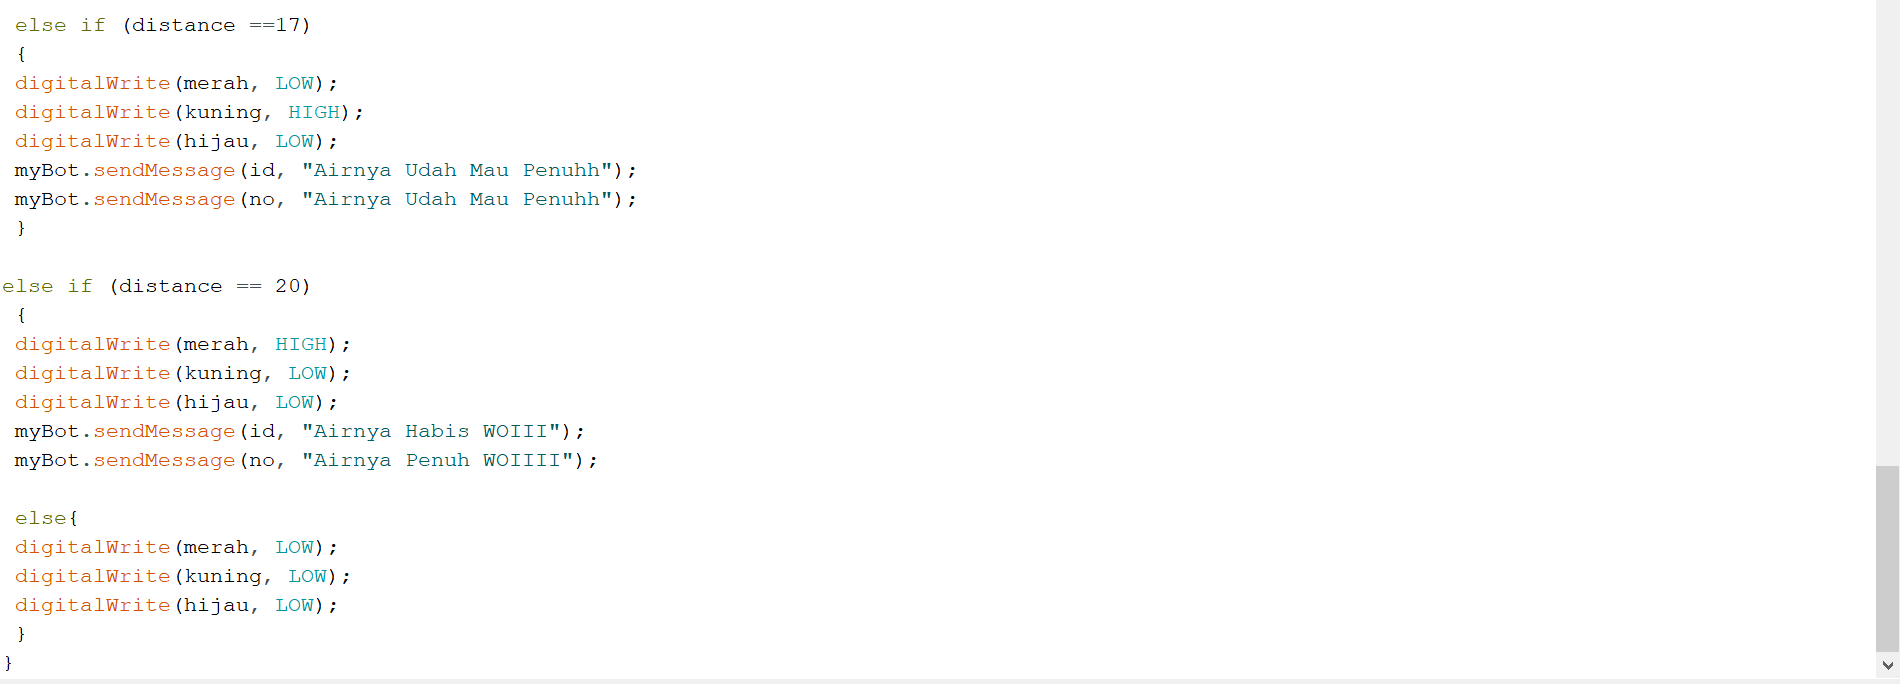 else if (distance ==17)
{
digitalWrite(merah, LOW);
digitalWrite(kuning, HIGH);
digitalWrite(hijau, LOW);
myBot.sendMessage(id, "Airnya Udah Mau Penuhh");
myBot.sendMessage(no, "Airnya Udah Mau Penuhh");
}
else if (distance == 20)
{
digitalWrite(merah, HIGH);
digitalWrite(kuning, LOW);
digitalWrite(hijau, LOW);
myBot.sendMessage(id, "Airnya Habis WOIII");
myBot.sendMessage(no, "Airnya Penuh WOIIII");
else{
digitalWrite(merah, LOW);
digitalWrite(kuning, LOW);
digitalWrite(hijau, LOW);
}
}